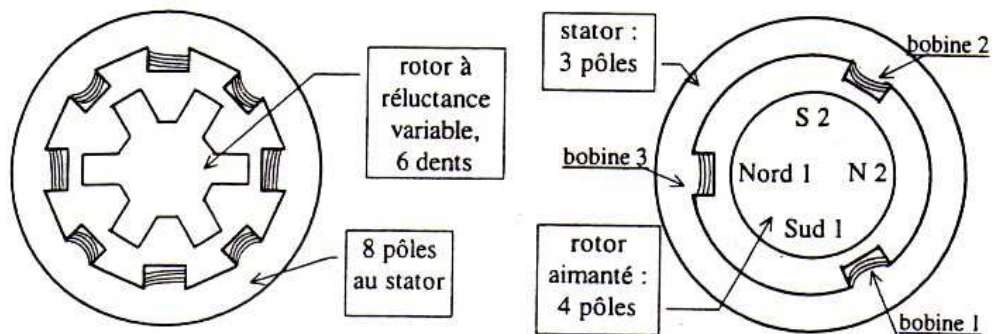 rotor à
réluctance
variable,
6 dents
8 pôles
au stator
stator :
3 pôles
bobine 2
S 2
bobine 3
Nord 1
N 2
Sud 1
rotor
aimanté :
4 pôles
bobine 1